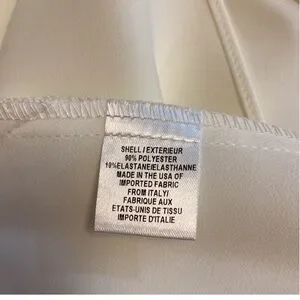 SHELL / EXTERIEUR
90% POLYESTER
10%ELASTANE/ELASTHANNE
MADE IN THE USA OF
IMPORTED FABRIC
FROM ITALY/
FABRIQUE AUX
ETATS-UNIS DE TISSU
IMPORTE D'ITALIE